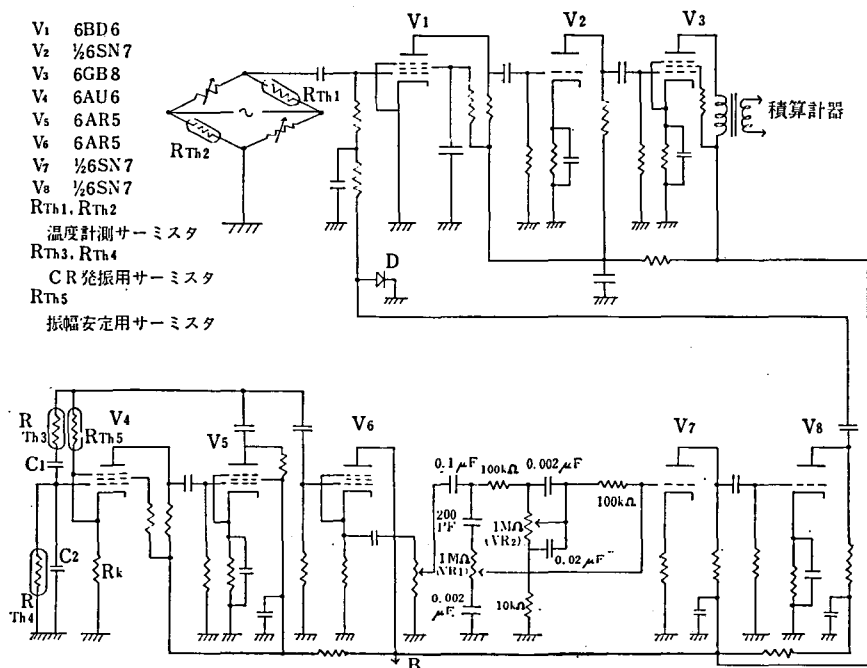 V1 6BD6
V2 ½6SN7
V3 6GB8
V4 6AU6
V5 6AR5
V6 6AR5
V7 ½6SN7
V8 ½6SN7
RTh1, RTh2
温度計測サーミスタ
RTh3, RTh4
CR発振用サーミスタ
RTh5
振幅安定用サーミスタ
V1
V2
V3
RTh1
RTh2
~
積算計器
D
V4
V5
V6
V7
V8
R Th3
RTh5
C1
C2
R Th4
Rk
0.1μF
100kΩ
0.002μF
100kΩ
200 PF
1MΩ (VR2)
1MΩ (VR1)
0.02μF
0.002 μF
10kΩ
B